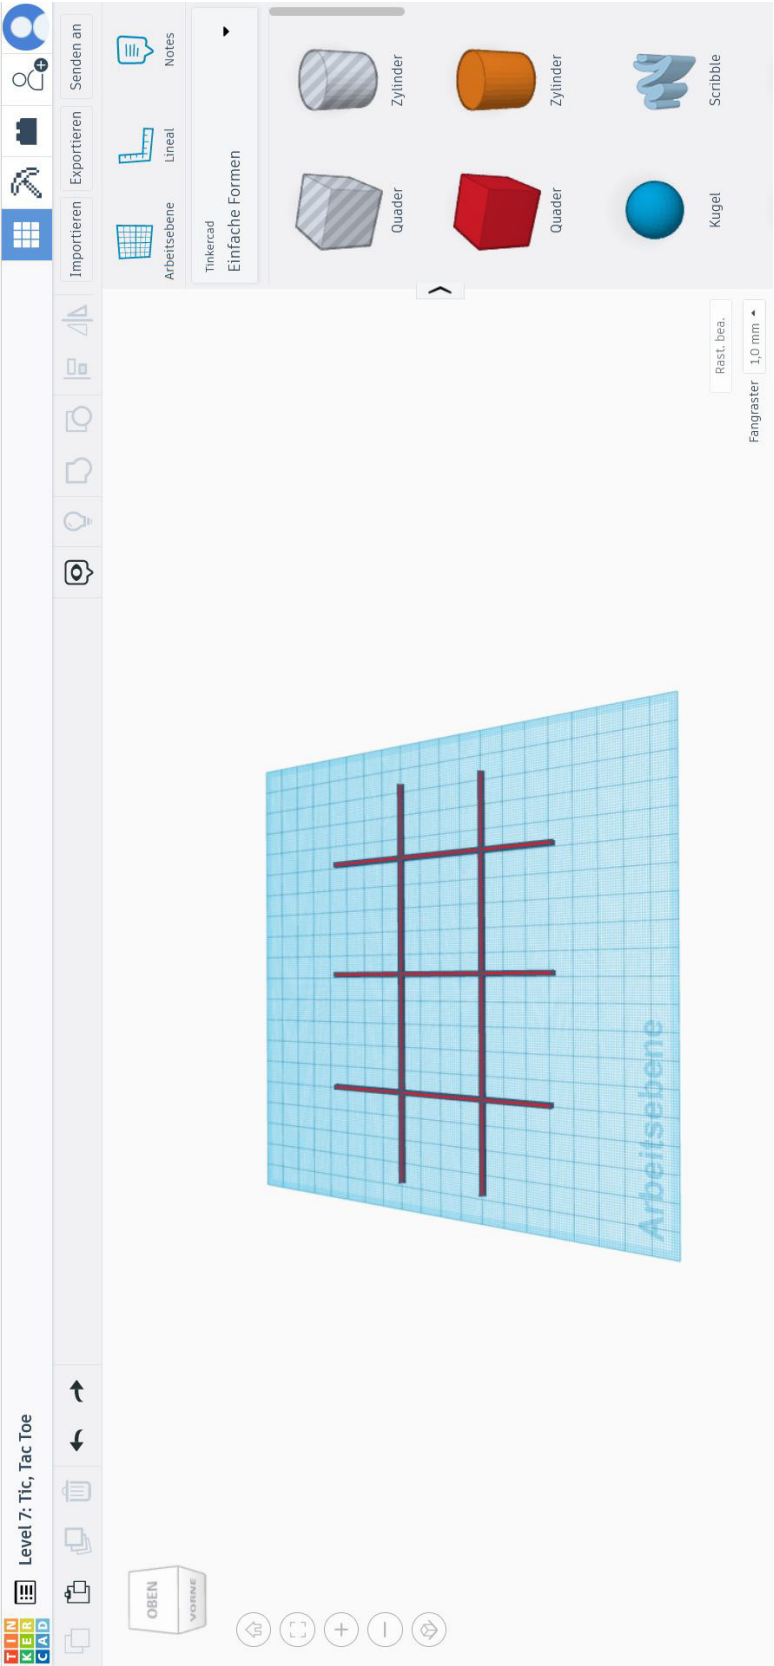 TIN
KER
CAD
Level 7: Tic, Tac Toe
Importieren
Exportieren
Senden an
OBEN
VORNE
Arbeitsebene
Arbeitsebene
Lineal
Notes
Tinkercad
Einfache Formen
Quader
Zylinder
Quader
Zylinder
Kugel
Scribble
Rast. bea.
Fangraster 1,0 mm